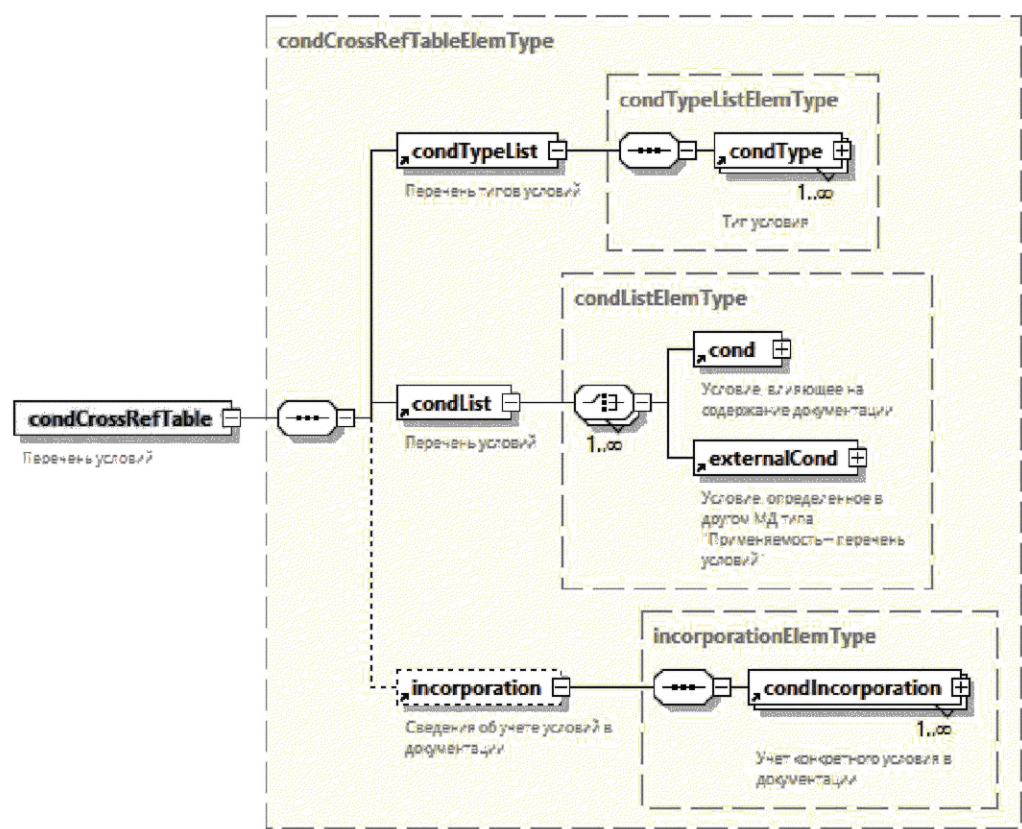 condCrossRefTableElemType
condTypeListElemType
condTypeList
condType
1..∞
Перечень типов условий
Тип условия
condListElemType
cond
Условие, влияющее на
содержание документации
condCrossRefTable
Перечень условий
condList
1..∞
Перечень условий
externalCond
Условие, определенное в
другом МД типа
"Применяемость – перечень
условий"
incorporationElemType
incorporation
condIncorporation
1..∞
Сведения об учете условий в
документации
Учет конкретного условия в
документации